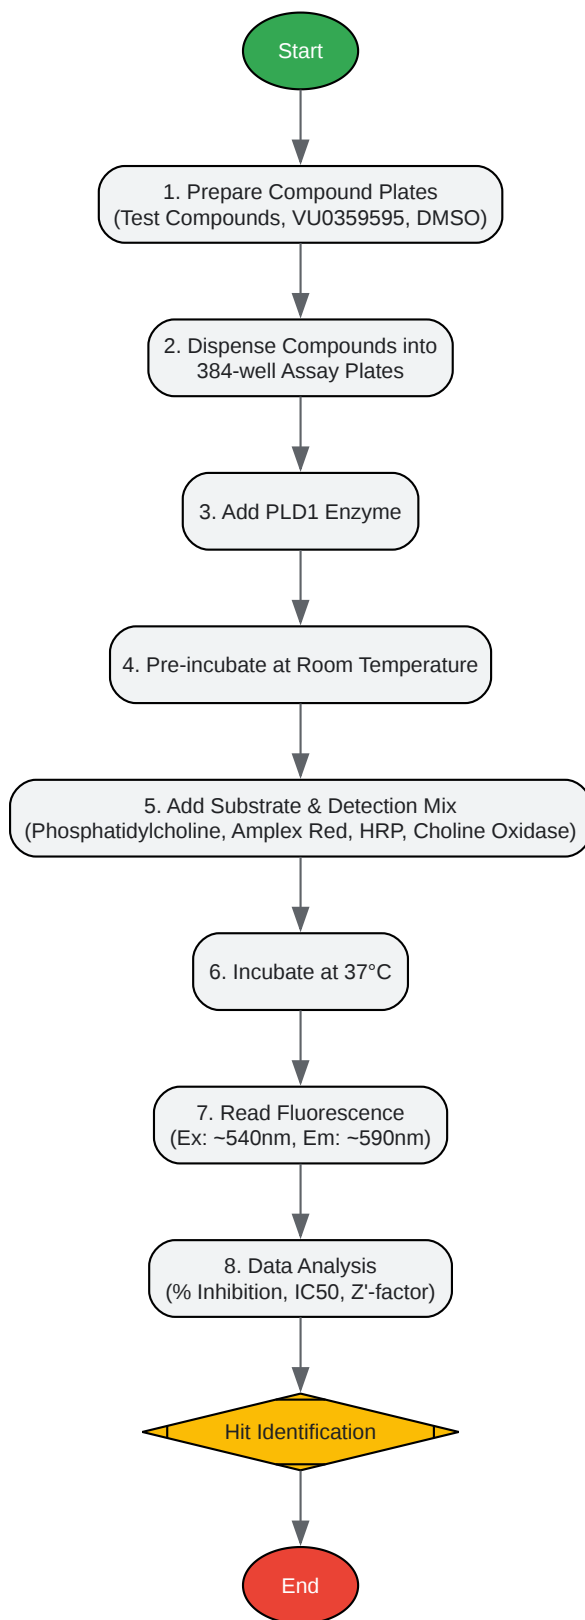 Start
1. Prepare Compound Plates
(Test Compounds, VU0359595, DMSO)
2. Dispense Compounds into
384-well Assay Plates
3. Add PLD1 Enzyme
4. Pre-incubate at Room Temperature
5. Add Substrate & Detection Mix
(Phosphatidylcholine, Amplex Red, HRP, Choline Oxidase)
6. Incubate at 37°C
7. Read Fluorescence
(Ex: ~540nm, Em: ~590nm)
8. Data Analysis
(% Inhibition, IC50, Z'-factor)
Hit Identification
End